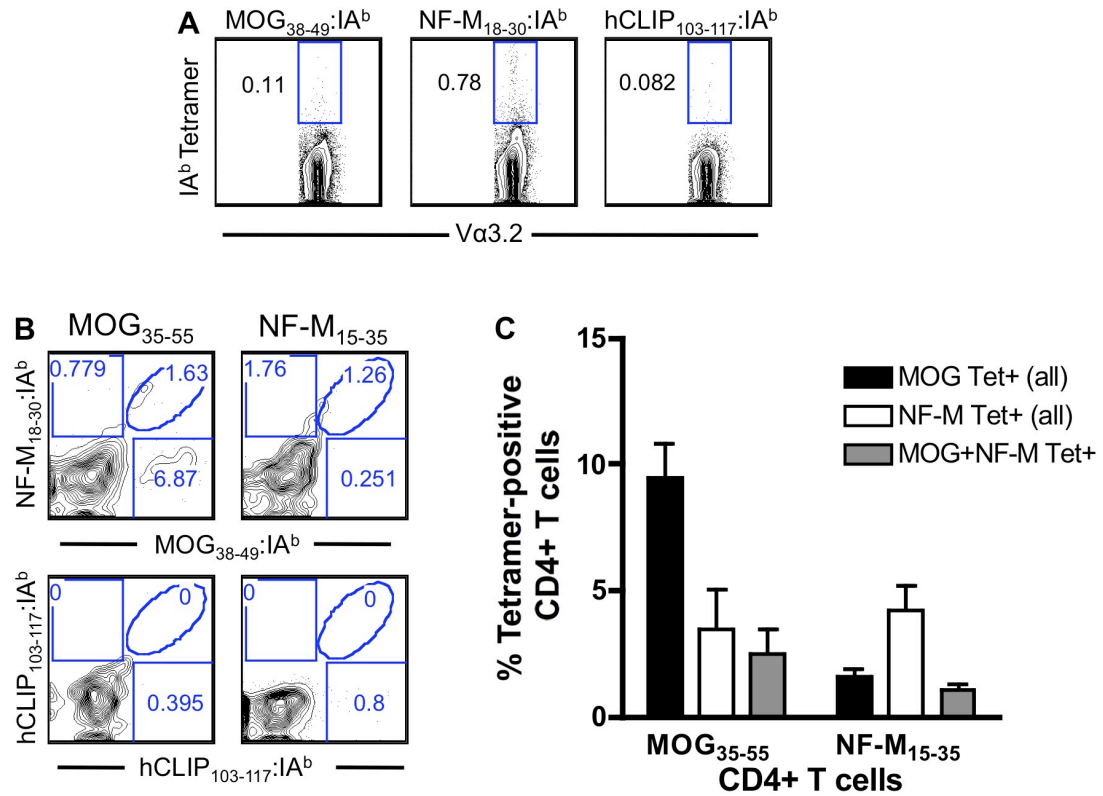 A
MOG38-49:IAb NF-M18-30:IAb hCLIP103-117:IAb
IAb Tetramer
0.11
0.78
0.082
Vα3.2
B
MOG35-55 NF-M15-35
NF-M18-30:IAb
0.779 1.63
6.87
1.76 1.26
0.251
MOG38-49:IAb
hCLIP103-117:IAb
0 0
0.395
0 0
0.8
hCLIP103-117:IAb
C
% Tetramer-positive
CD4+ T cells
15
10
5
0
MOG Tet+ (all)
NF-M Tet+ (all)
MOG+NF-M Tet+
MOG35-55 NF-M15-35
CD4+ T cells